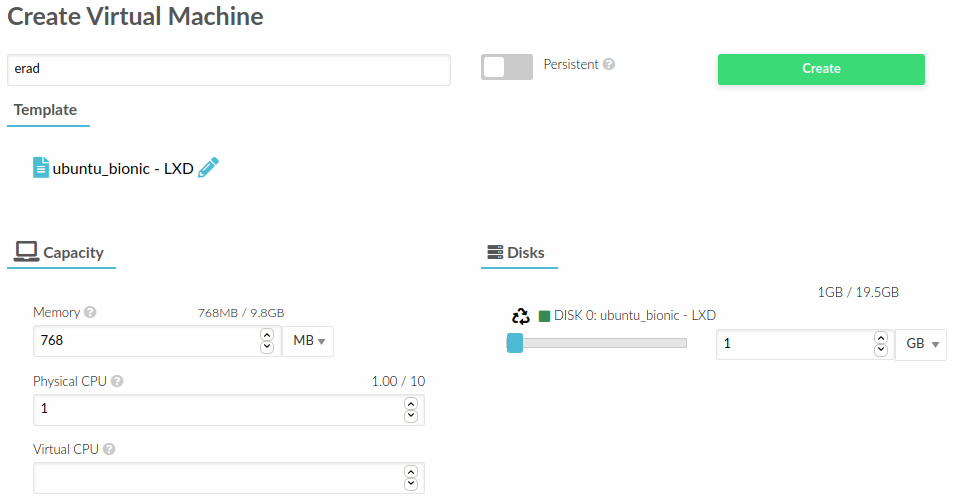 Create Virtual Machine
erad
Persistent
Create
Template
ubuntu_bionic - LXD
Capacity
Disks
1GB / 19.5GB
Memory 768MB / 9.8GB
DISK 0: ubuntu_bionic - LXD
768 MB
1 GB
Physical CPU 1.00 / 10
1
Virtual CPU